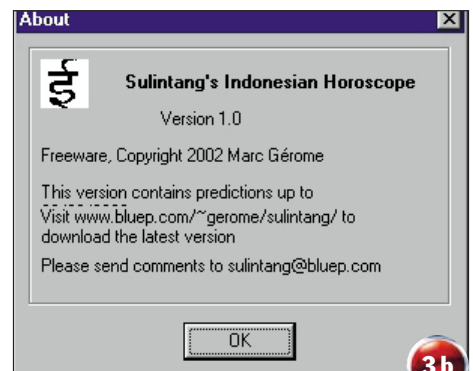 About
ई
Sulintang's Indonesian Horoscope
Version 1.0
Freeware, Copyright 2002 Marc Gérome
This version contains predictions up to
Visit www.bluep.com/~gerome/sulintang/ to
download the latest version
Please send comments to sulintang@bluep.com
OK
3b